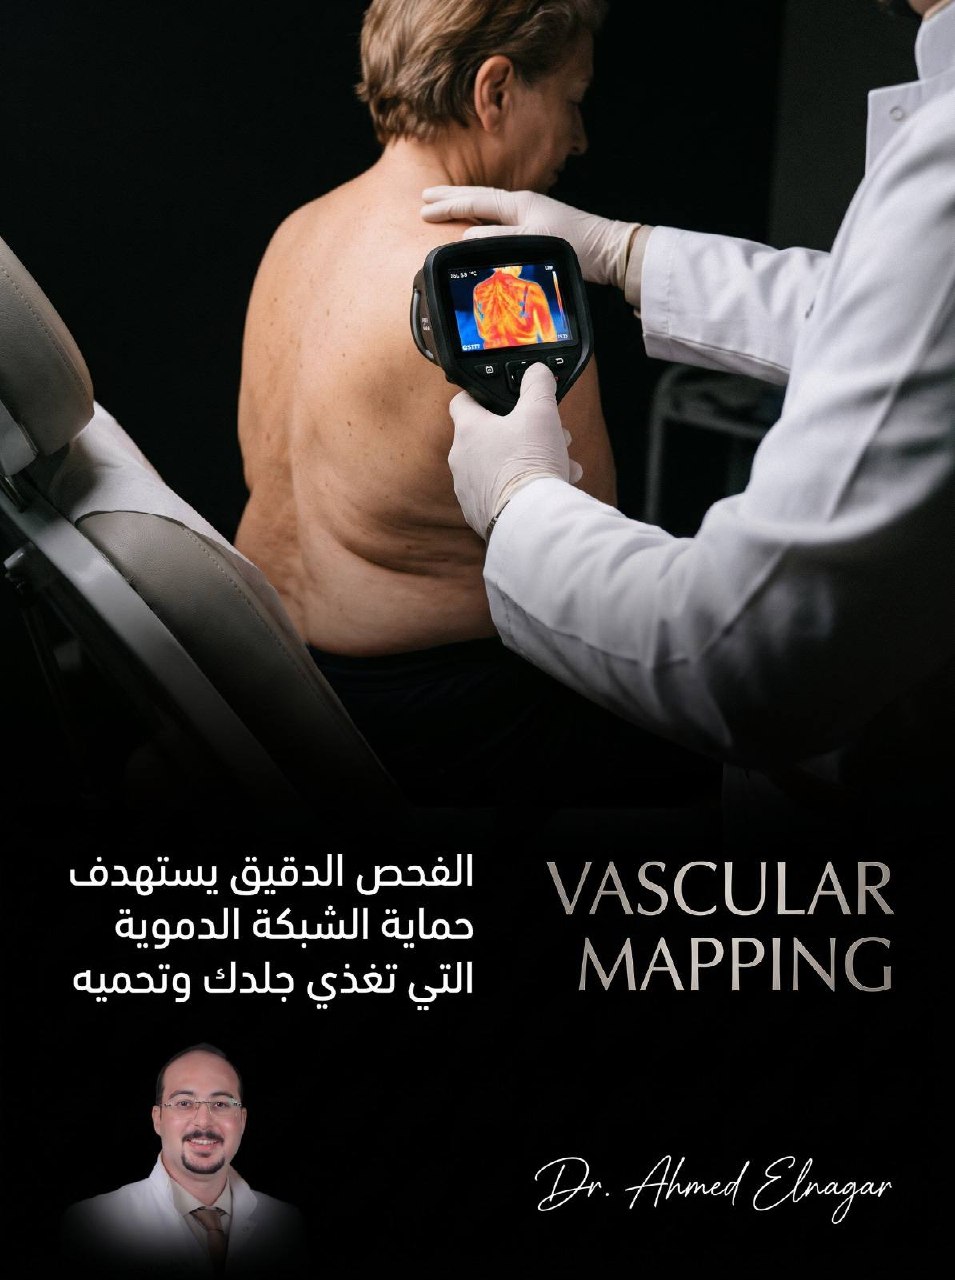 الفحص الدقيق يستهدف
حماية الشبكة الدموية
التي تغذي جلدك وتحميه
VASCULAR
MAPPING
Dr. Ahmed Elnagar